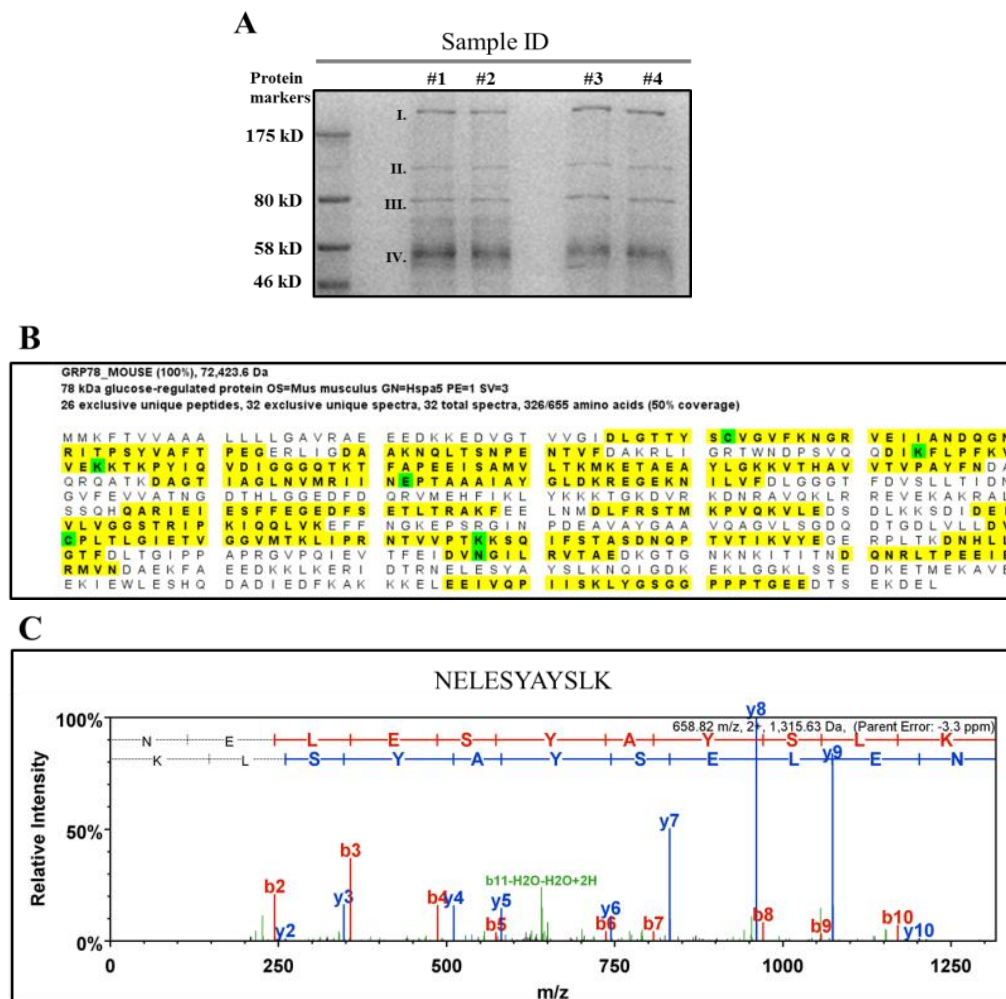 A
Sample ID
Protein markers
#1 #2 #3 #4
I.
175 kD
II.
80 kD
III.
58 kD
IV.
46 kD
B
GRP78_MOUSE (100%), 72,423.6 Da
78 kDa glucose-regulated protein OS=Mus musculus GN=Hspa5 PE=1 SV=3
26 exclusive unique peptides, 32 exclusive unique spectra, 32 total spectra, 326/655 amino acids (50% coverage)
MMKFTVVAAA LLLLGAVRAE EEDKKEDVGT VVGIDLGTTY SCVGVFKNGR VEIIANDQGN
RITPSYVAFT PEGERLIGDA AKNQLTSNPE NTVFDAKRLI GRTWNDPSVQ QDIKFLPFKV
VEKKTKPYIQ VDIGGGQTKT FAPEEISAMV LTKMKETAEA YLGKKVTHAV VTVPAYFNDA
QRQATKDAGT IAGLNVMRII NEPTAAAIAY GLDKREGEKN ILVFDLGGGT FDVSLLTIDN
GVFEVVATNG DTHLGGEDFD QRVMEHFIKL YKKKTGKDVR KDNRAVQKLR REVEKAKRAL
SSQHQARIEI ESFFEGEDFS ETLTRAKFEE LNMDLFRSTM KPVQKVLEDS DLKKSDIDEI
VLVGGSTRIP KIQQLVKEFF NGKEPSRGIN PDEAVAYGAA VQAGVLSGDQ DTGDLVLLD
CPLTLGIETV GGVMTKLIPR NTVVPTKKSQ IFSTASDNQP TVTIKVYEGE RPLTKDNHLL
GTFDLTGIPP APRGVPQIEV TFEIDVNGIL RVTAEDKGTG NKNKITITND QNRLTPEEI
RMVNDAEKFA EEDKKLKERI DTRNELESYA YSLKNQIGDK EKLGGKLSSE DKETMEKAVE
EKIEWLESHQ DADIEDFKAK KKELEEIVQP IISKLYGSGG PPPTGEEDTS EKDEL
C
NELESYAYSLK
y8
658.82 m/z, 2+, 1,315.63 Da, (Parent Error: -3.3 ppm)
N E L E S Y A Y S L K
K L S Y A Y S E L E N
y9
y7
b11-H2O-H2O+2H
b2 y2 y3 b3 b4 y4 b5 y5 b6 y6 b7 b8 b9 b10 y10
Relative Intensity
100%
50%
0%
0 250 500 750 1000 1250
m/z